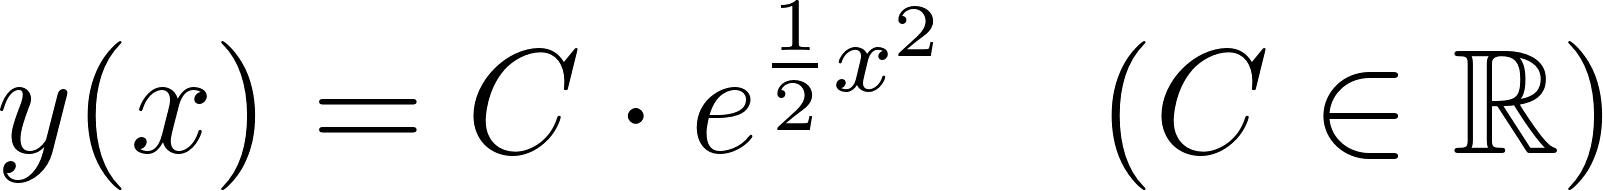 y(x) = C · e^{\frac{1}{2}x^2} (C ∈ ℝ)